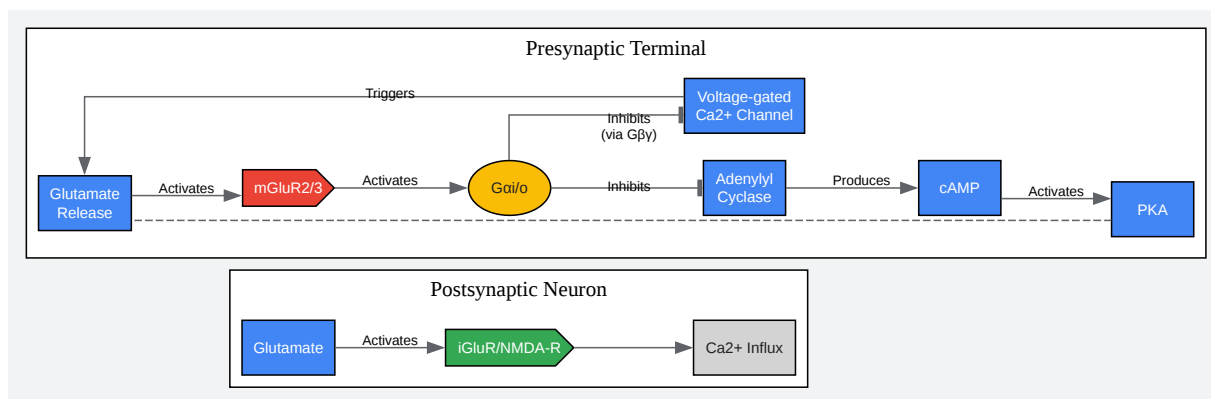 Presynaptic Terminal
Triggers
Voltage-gated
Ca2+ Channel
Inhibits
(via Gβγ)
Glutamate
Release
Activates
mGluR2/3
Activates
Gαi/o
Inhibits
Adenylyl
Cyclase
Produces
cAMP
Activates
PKA
Postsynaptic Neuron
Glutamate
Activates
iGluR/NMDA-R
Ca2+ Influx